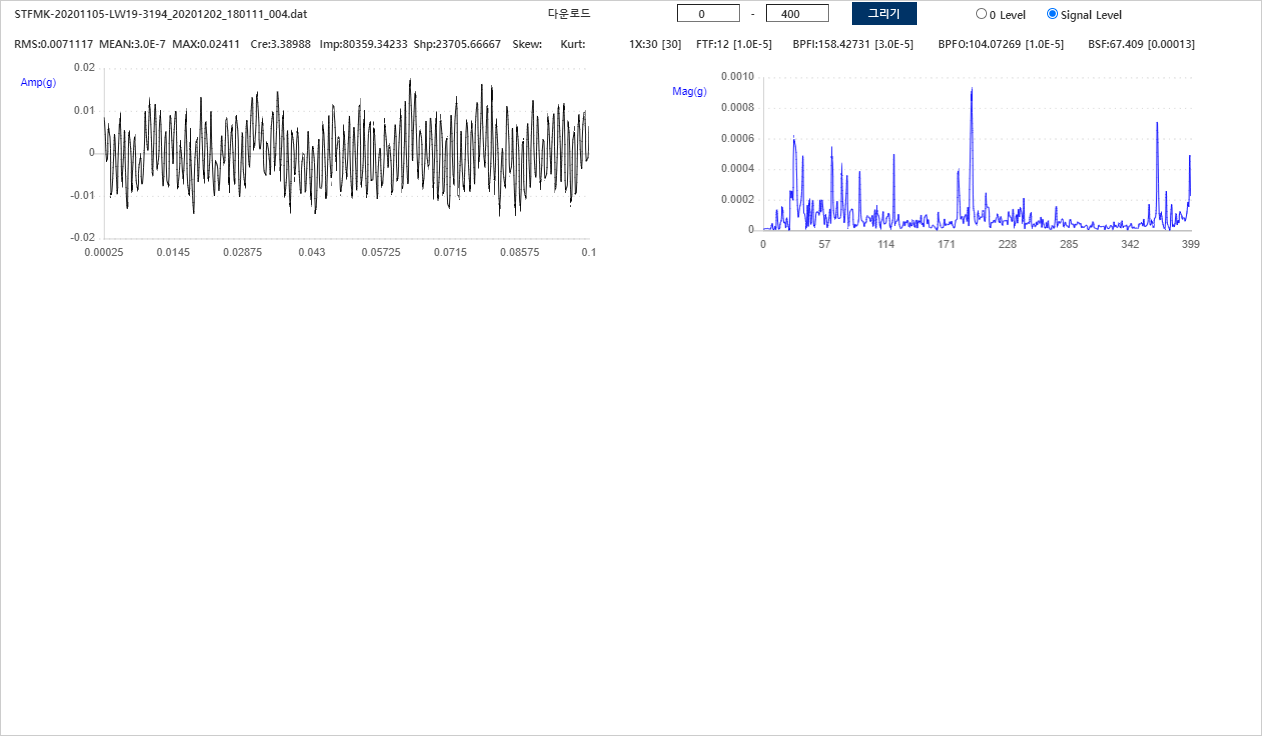 STFMK-20201105-LW19-3194_20201202_180111_004.dat 다운로드 0 - 400 그리기 0 Level Signal Level
RMS:0.0071117 MEAN:3.0E-7 MAX:0.02411 Cre:3.38988 Imp:80359.34233 Shp:23705.66667 Skew: Kurt: 1X:30 [30] FTF:12 [1.0E-5] BPFI:158.42731 [3.0E-5] BPFO:104.07269 [1.0E-5] BSF:67.409 [0.00013]
Amp(g)
0.02
0.01
0
-0.01
-0.02
0.00025 0.0145 0.02875 0.043 0.05725 0.0715 0.08575 0.1
Mag(g)
0.0010
0.0008
0.0006
0.0004
0.0002
0
0 57 114 171 228 285 342 399